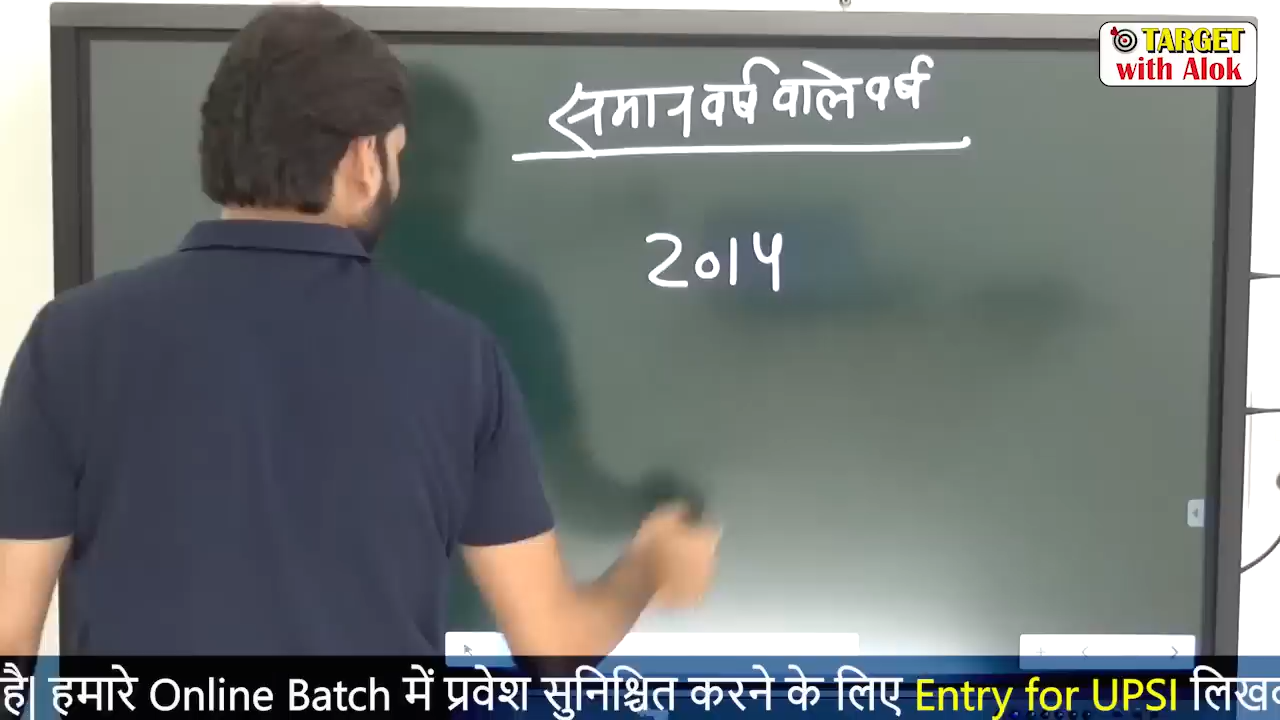 TARGET
with Alok
समान वर्ष वाले वर्ष
2014
है| हमारे Online Batch में प्रवेश सुनिश्चित करने के लिए Entry for UPSI